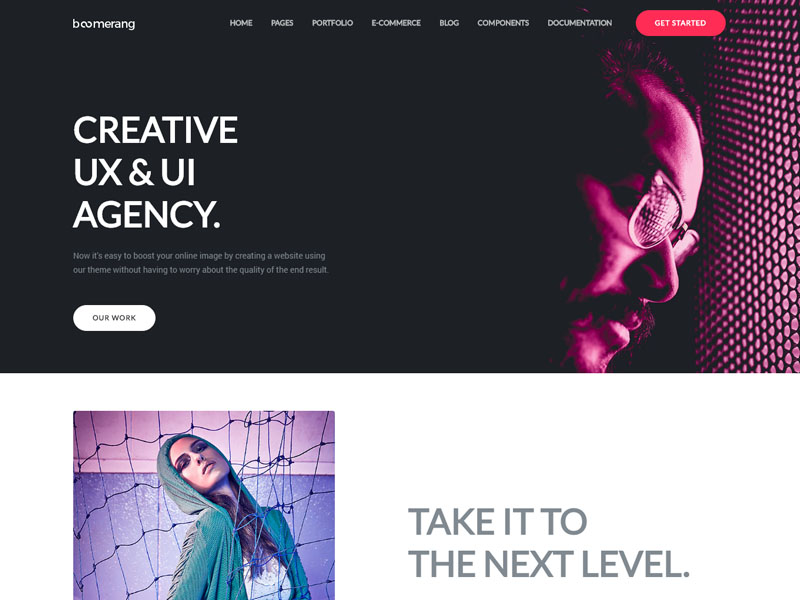 boomerang
HOME PAGES PORTFOLIO E-COMMERCE BLOG COMPONENTS DOCUMENTATION GET STARTED
CREATIVE
UX & UI
AGENCY.
Now it's easy to boost your online image by creating a website using
our theme without having to worry about the quality of the end result.
OUR WORK
TAKE IT TO
THE NEXT LEVEL.